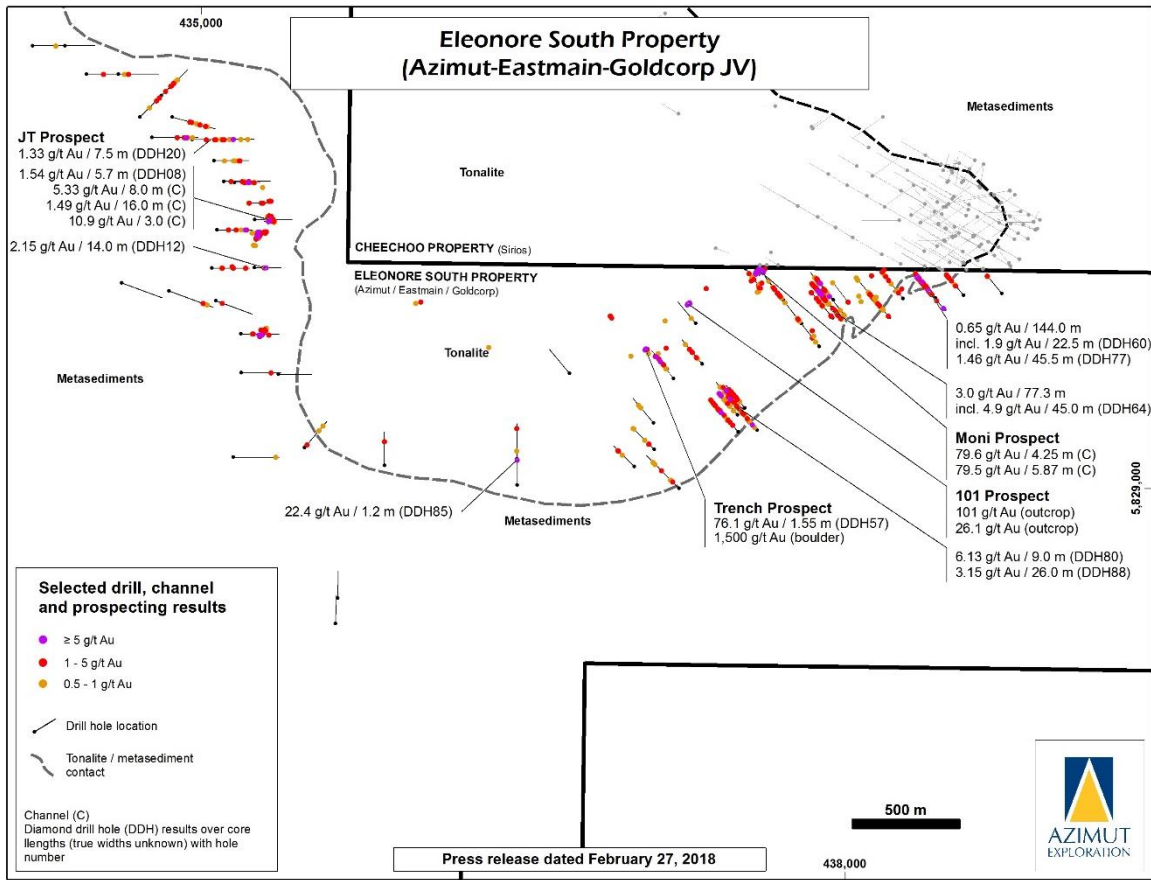 435,000
Eleonore South Property
(Azimut-Eastmain-Goldcorp JV)
Metasediments
JT Prospect
1.33 g/t Au / 7.5 m (DDH20)
1.54 g/t Au / 5.7 m (DDH08)
5.33 g/t Au / 8.0 m (C)
1.49 g/t Au / 16.0 m (C)
10.9 g/t Au / 3.0 (C)
2.15 g/t Au / 14.0 m (DDH12)
Tonalite
CHEECHOO PROPERTY (Sirios)
ELEONORE SOUTH PROPERTY
(Azimut / Eastmain / Goldcorp)
Tonalite
Metasediments
0.65 g/t Au / 144.0 m
incl. 1.9 g/t Au / 22.5 m (DDH60)
1.46 g/t Au / 45.5 m (DDH77)
3.0 g/t Au / 77.3 m
incl. 4.9 g/t Au / 45.0 m (DDH64)
Moni Prospect
79.6 g/t Au / 4.25 m (C)
79.5 g/t Au / 5.87 m (C)
101 Prospect
101 g/t Au (outcrop)
26.1 g/t Au (outcrop)
6.13 g/t Au / 9.0 m (DDH80)
3.15 g/t Au / 26.0 m (DDH88)
5,829,000
22.4 g/t Au / 1.2 m (DDH85)
Metasediments
Trench Prospect
76.1 g/t Au / 1.55 m (DDH57)
1,500 g/t Au (boulder)
Selected drill, channel
and prospecting results
≥ 5 g/t Au
1 - 5 g/t Au
0.5 - 1 g/t Au
Drill hole location
Tonalite / metasediment
contact
Channel (C)
Diamond drill hole (DDH) results over core
llengths (true widths unknown) with hole
number
500 m
AZIMUT
EXPLORATION
Press release dated February 27, 2018
438,000